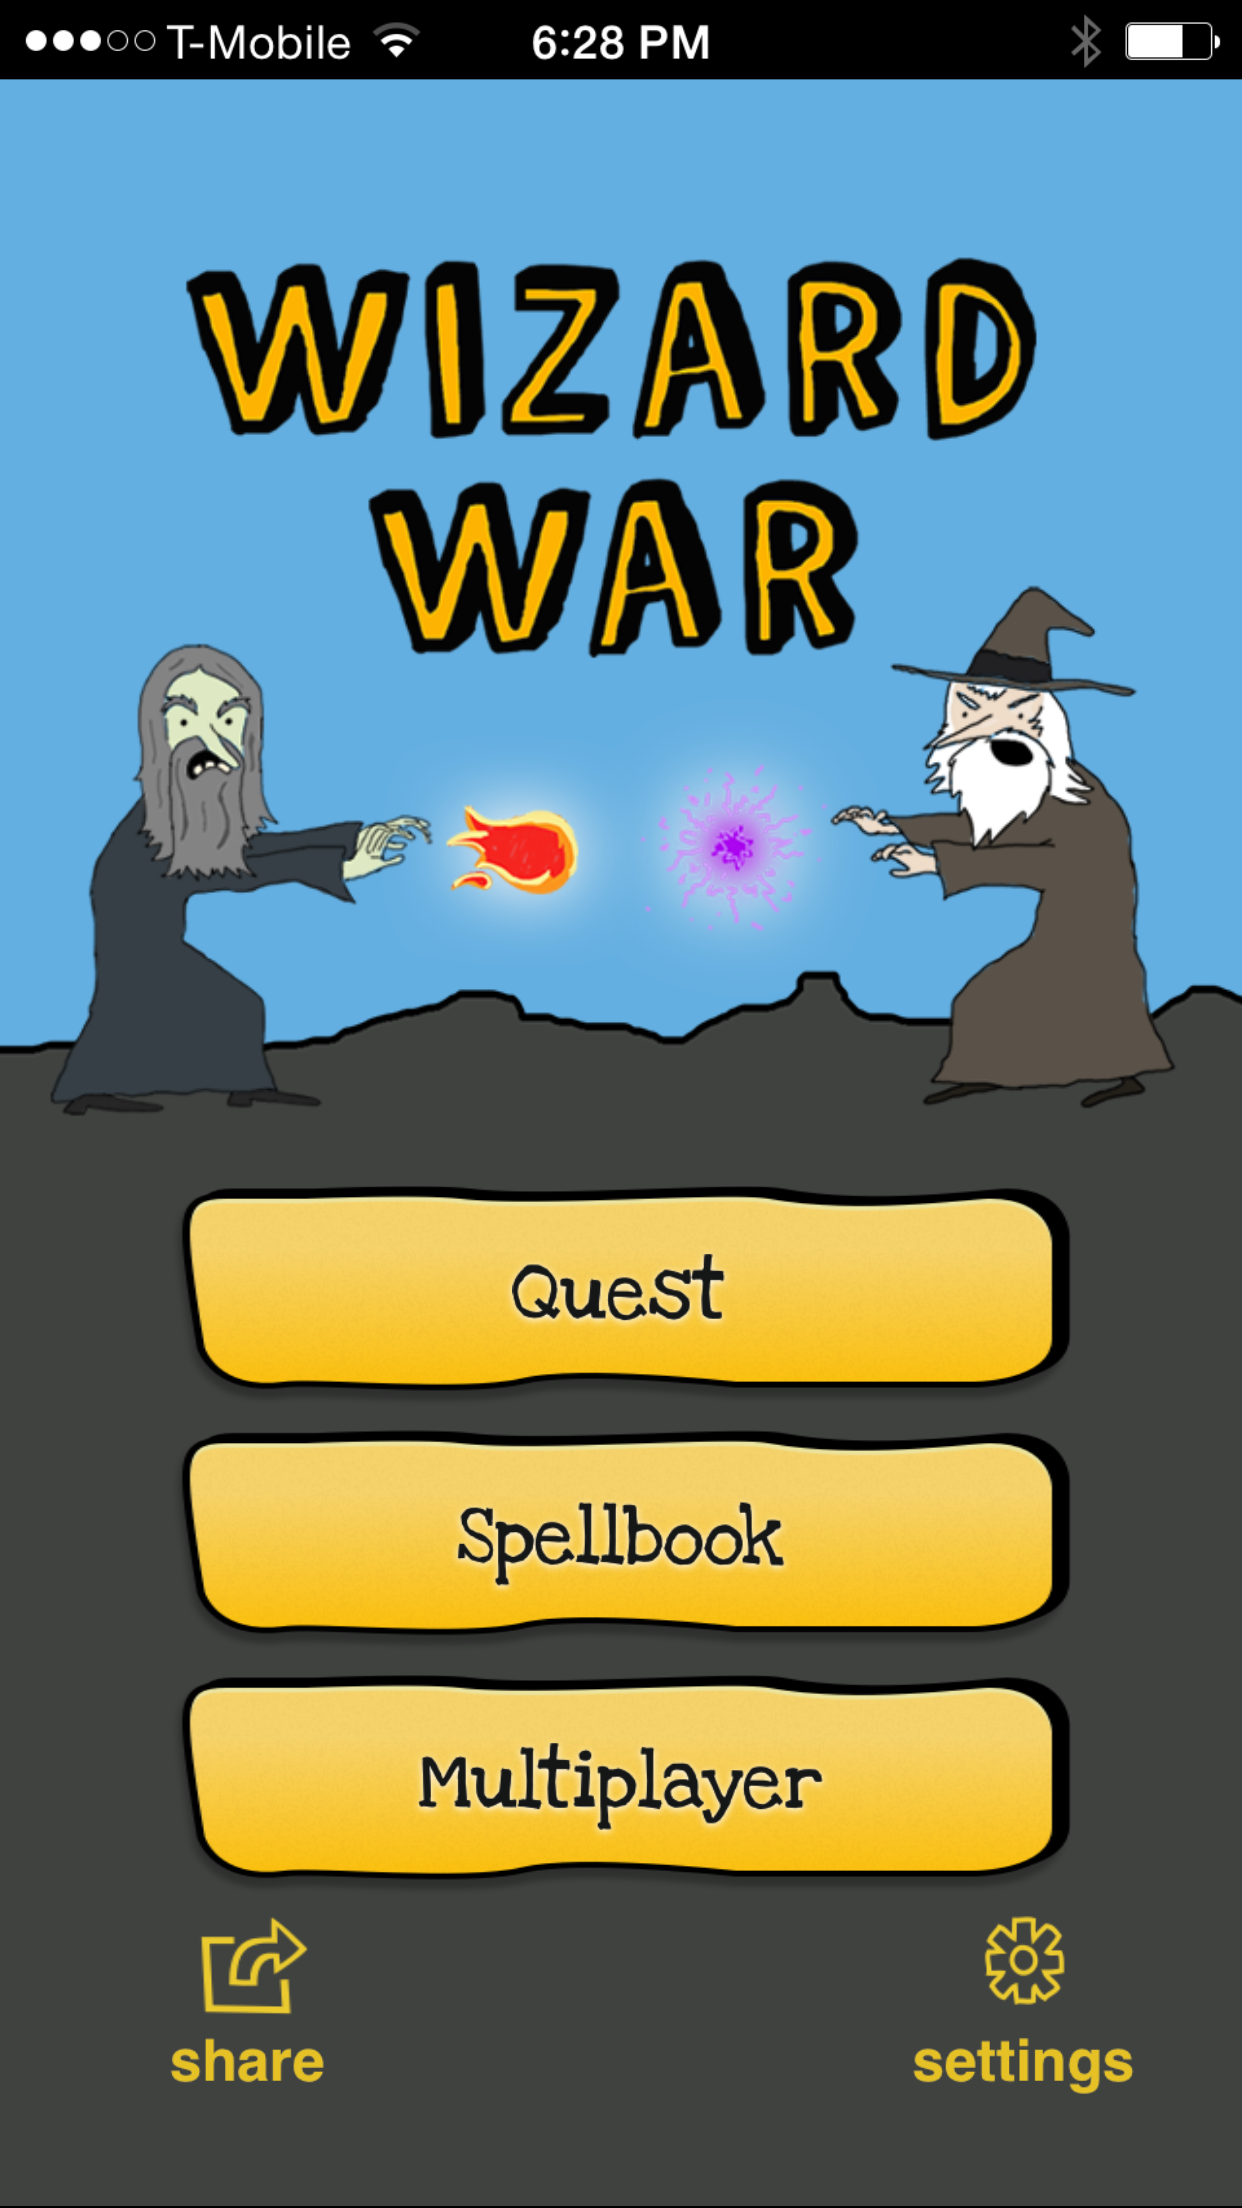 T-Mobile 6:28 PM
WIZARD
WAR
Quest
Spellbook
Multiplayer
share settings